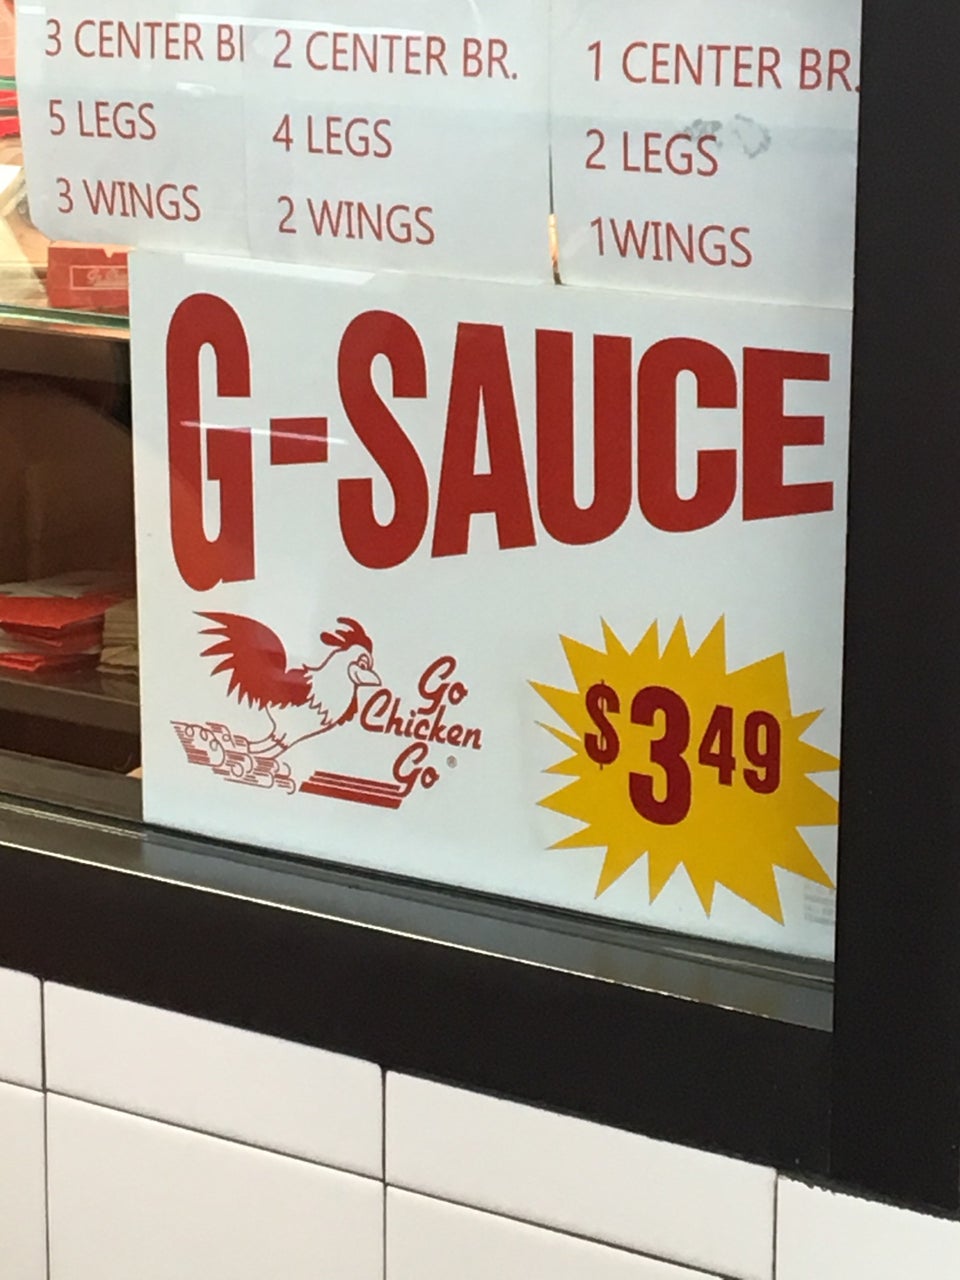 3 CENTER
5 LEGS
3 WINGS
2 CENTER BR.
4 LEGS
2 WINGS
1 CENTER BR.
2 LEGS
1WINGS
G-SAUCE
Go
Chicken
Go®
$349